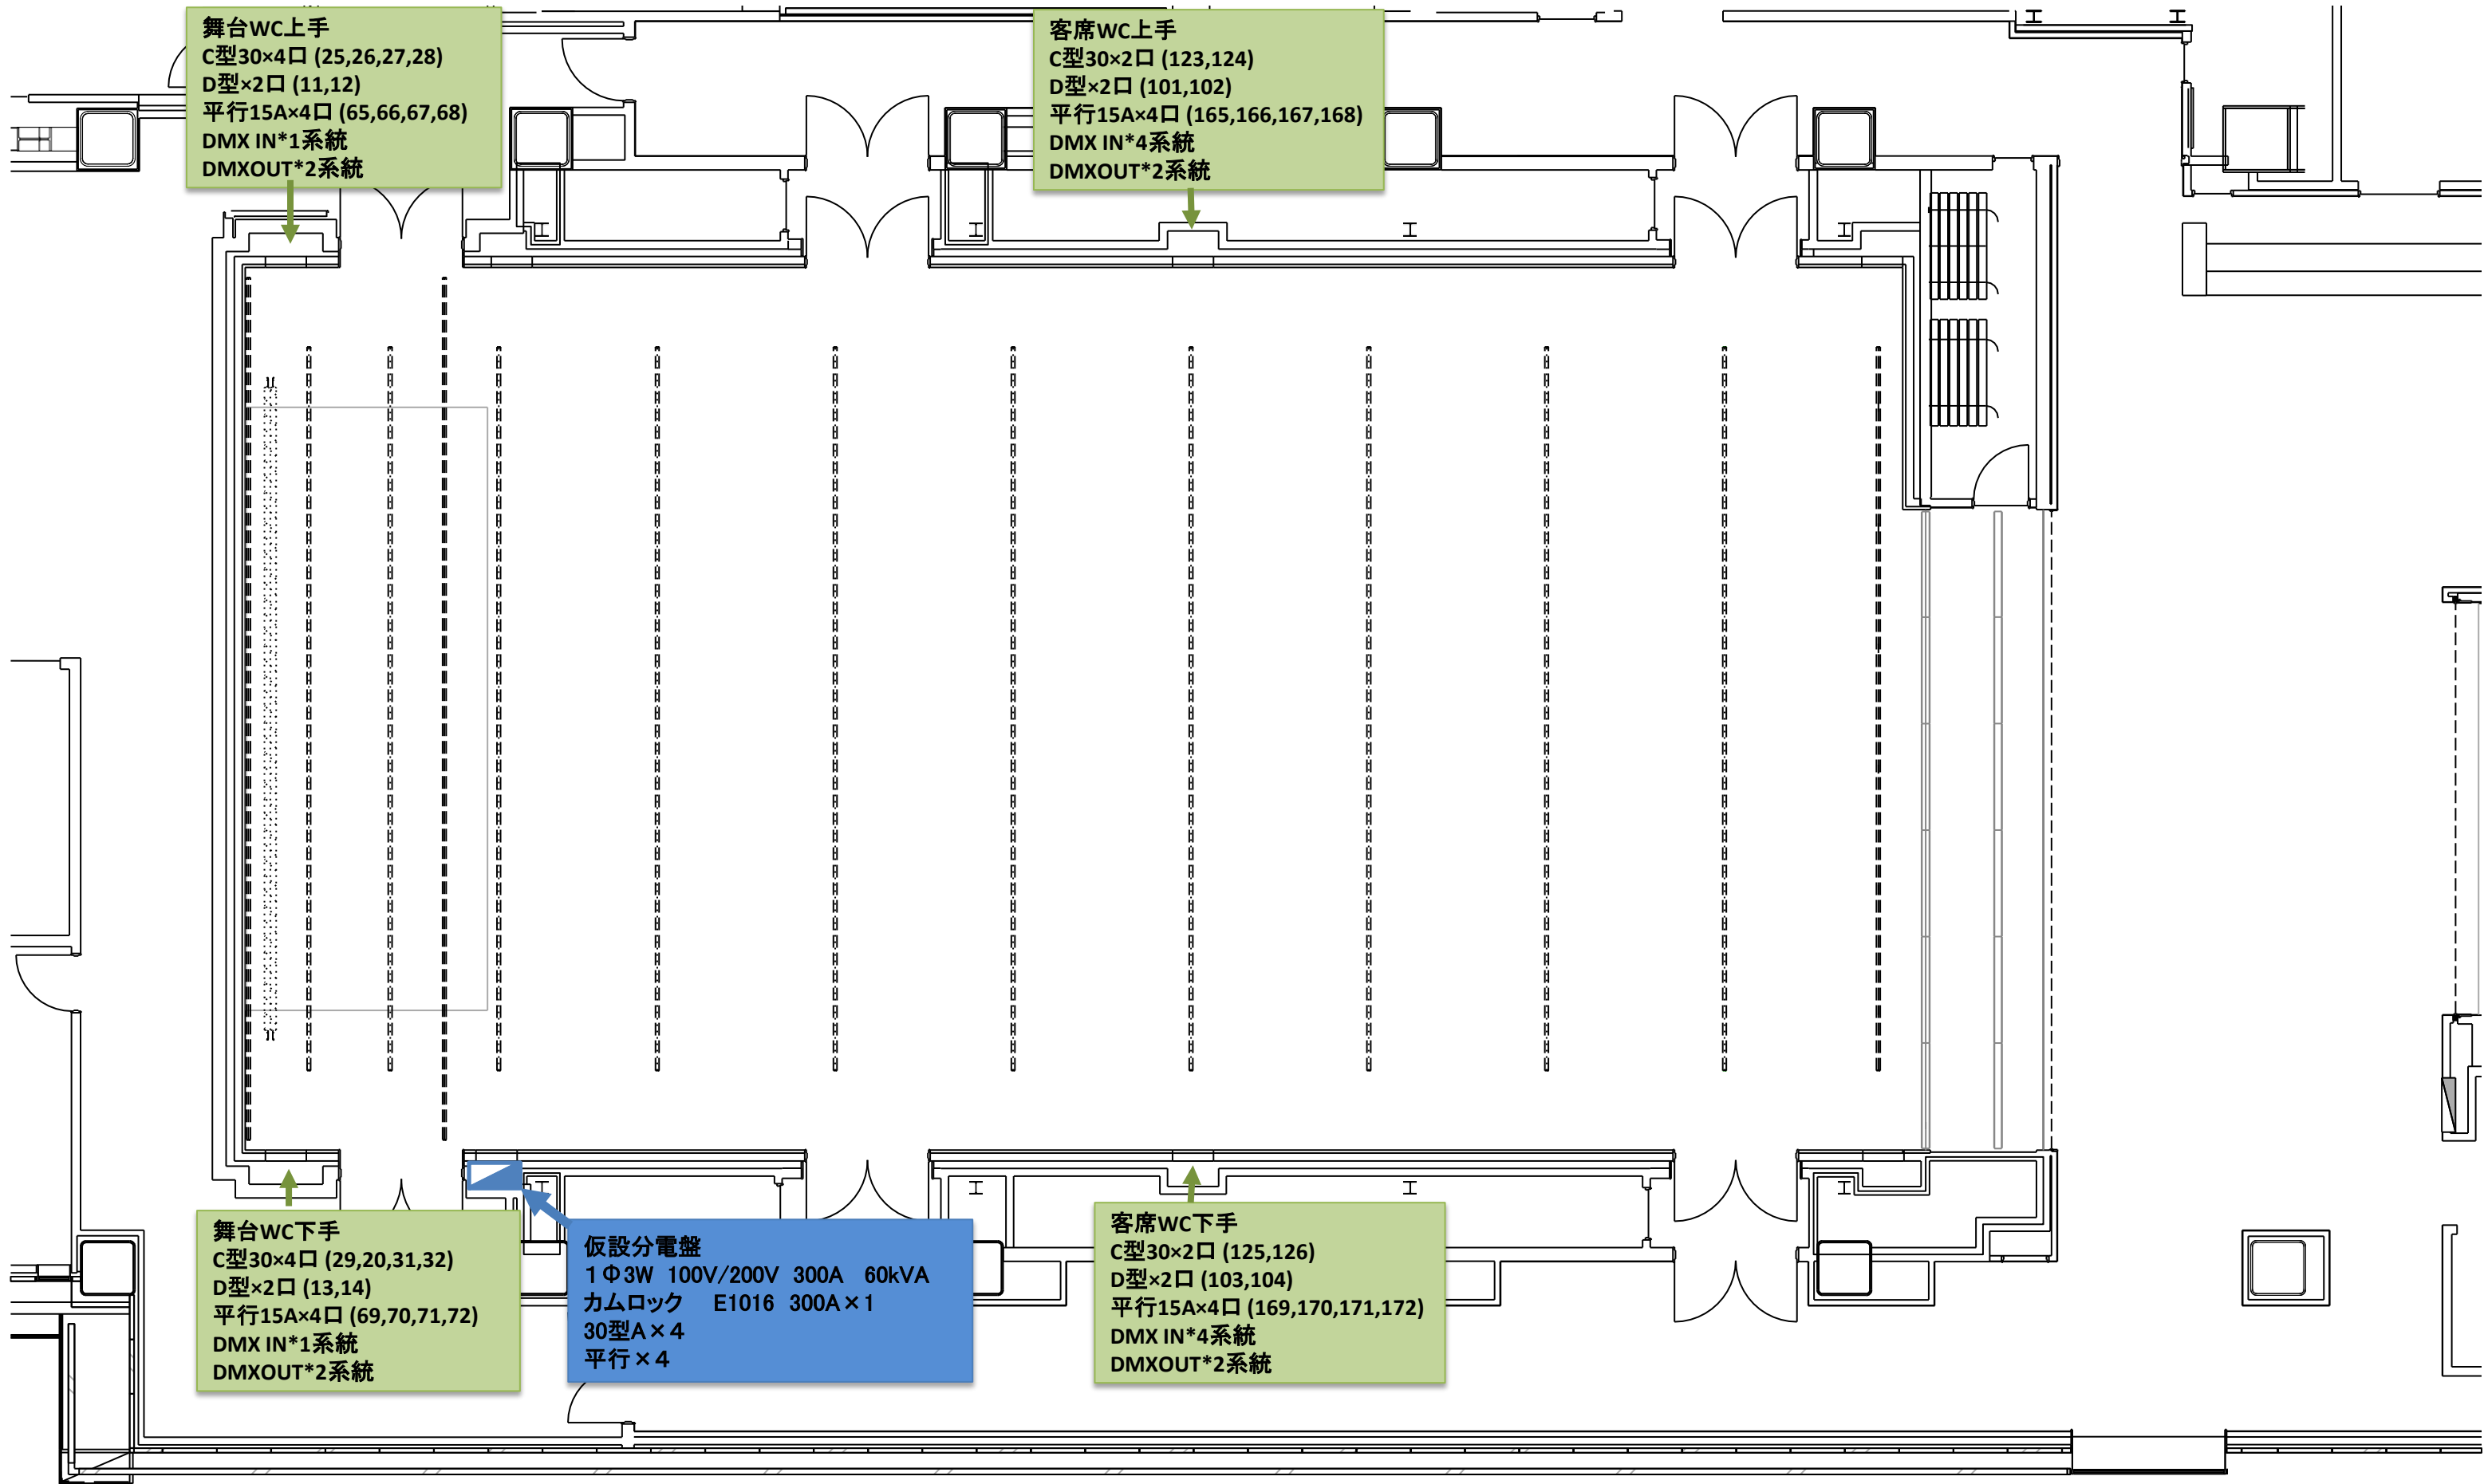 舞台WC上手
C型30×4口 (25,26,27,28)
D型×2口 (11,12)
平行15A×4口 (65,66,67,68)
DMX IN*1系統
DMXOUT*2系統
客席WC上手
C型30×2口 (123,124)
D型×2口 (101,102)
平行15A×4口 (165,166,167,168)
DMX IN*4系統
DMXOUT*2系統
舞台WC下手
C型30×4口 (29,20,31,32)
D型×2口 (13,14)
平行15A×4口 (69,70,71,72)
DMX IN*1系統
DMXOUT*2系統
仮設分電盤
1Φ3W 100V/200V 300A 60kVA
カムロック E1016 300A×1
30型A×4
平行×4
客席WC下手
C型30×2口 (125,126)
D型×2口 (103,104)
平行15A×4口 (169,170,171,172)
DMX IN*4系統
DMXOUT*2系統